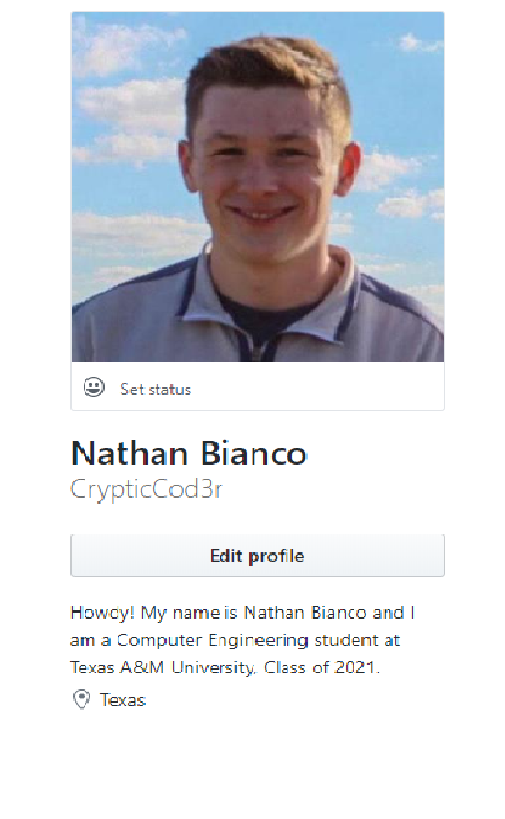 Set status
Nathan Bianco
CrypticCod3r
Edit profile
Howdy! My name is Nathan Bianco and I
am a Computer Engineering student at
Texas A&M University, Class of 2021.
Texas